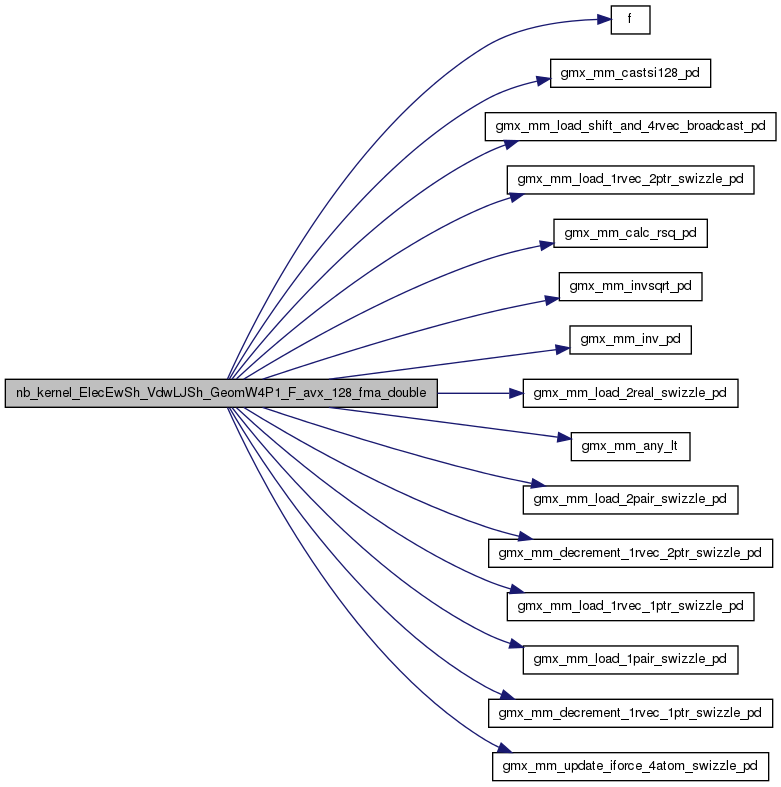 f
gmx_mm_castsi128_pd
gmx_mm_load_shift_and_4rvec_broadcast_pd
gmx_mm_load_1rvec_2ptr_swizzle_pd
gmx_mm_calc_rsq_pd
gmx_mm_invsqrt_pd
gmx_mm_inv_pd
nb_kernel_ElecEwSh_VdwLJSh_GeomW4P1_F_avx_128_fma_double
gmx_mm_load_2real_swizzle_pd
gmx_mm_any_lt
gmx_mm_load_2pair_swizzle_pd
gmx_mm_decrement_1rvec_2ptr_swizzle_pd
gmx_mm_load_1rvec_1ptr_swizzle_pd
gmx_mm_load_1pair_swizzle_pd
gmx_mm_decrement_1rvec_1ptr_swizzle_pd
gmx_mm_update_iforce_4atom_swizzle_pd